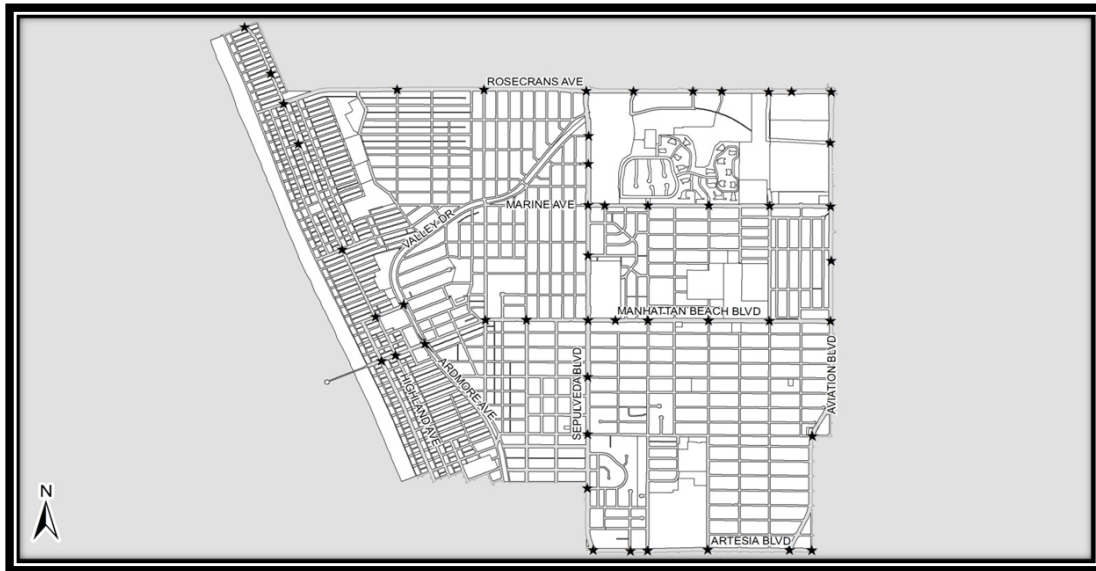 ROSECRANS AVE
MARINE AVE
VALLEY DR
MANHATTAN BEACH BLVD
SEPULVEDA BLVD
AVIATION BLVD
ARDMORE AVE
HIGHLAND AVE
N
ARTESIA BLVD